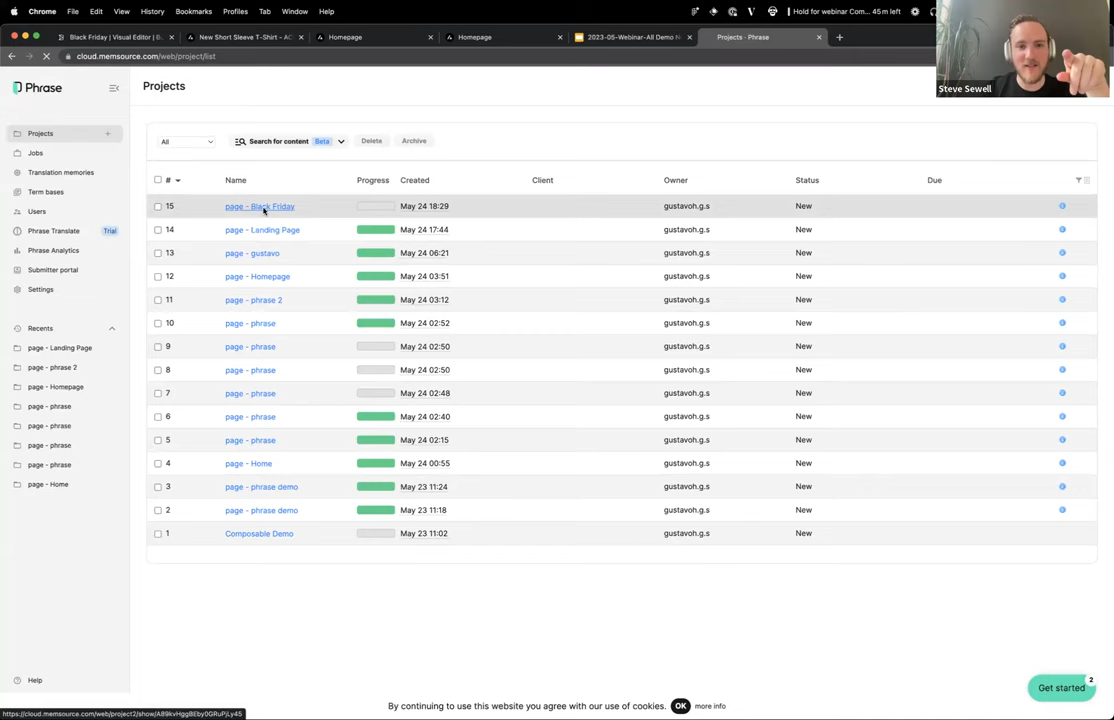 Chrome File Edit View History Bookmarks Profiles Tab Window Help
Hold for webinar Com... 45 m left
Black Friday | Visual Editor | Bu
New Short Sleeve T-Shirt - AC
Homepage
Homepage
2023-05-Webinar-All Demo N
Projects - Phrase
cloud.memsource.com/web/project/list
Steve Sewell
Phrase
Projects
Jobs
Translation memories
Term bases
Users
Phrase Translate Trial
Phrase Analytics
Submitter portal
Settings
Recents
page - Landing Page
page - phrase 2
page - Homepage
page - phrase
page - phrase
page - phrase
page - phrase
page - Home
Help
Projects
All
Search for content Beta
Delete
Archive
# Name Progress Created Client Owner Status Due
15 page - Black Friday May 24 18:29 gustavoh.g.s New
14 page - Landing Page May 24 17:44 gustavoh.g.s New
13 page - gustavo May 24 06:21 gustavoh.g.s New
12 page - Homepage May 24 03:51 gustavoh.g.s New
11 page - phrase 2 May 24 03:12 gustavoh.g.s New
10 page - phrase May 24 02:52 gustavoh.g.s New
9 page - phrase May 24 02:50 gustavoh.g.s New
8 page - phrase May 24 02:50 gustavoh.g.s New
7 page - phrase May 24 02:48 gustavoh.g.s New
6 page - phrase May 24 02:40 gustavoh.g.s New
5 page - phrase May 24 02:15 gustavoh.g.s New
4 page - Home May 24 00:55 gustavoh.g.s New
3 page - phrase demo May 23 11:24 gustavoh.g.s New
2 page - phrase demo May 23 11:18 gustavoh.g.s New
1 Composable Demo May 23 11:02 gustavoh.g.s New
Get started
2
By continuing to use this website you agree with our use of cookies. OK more info